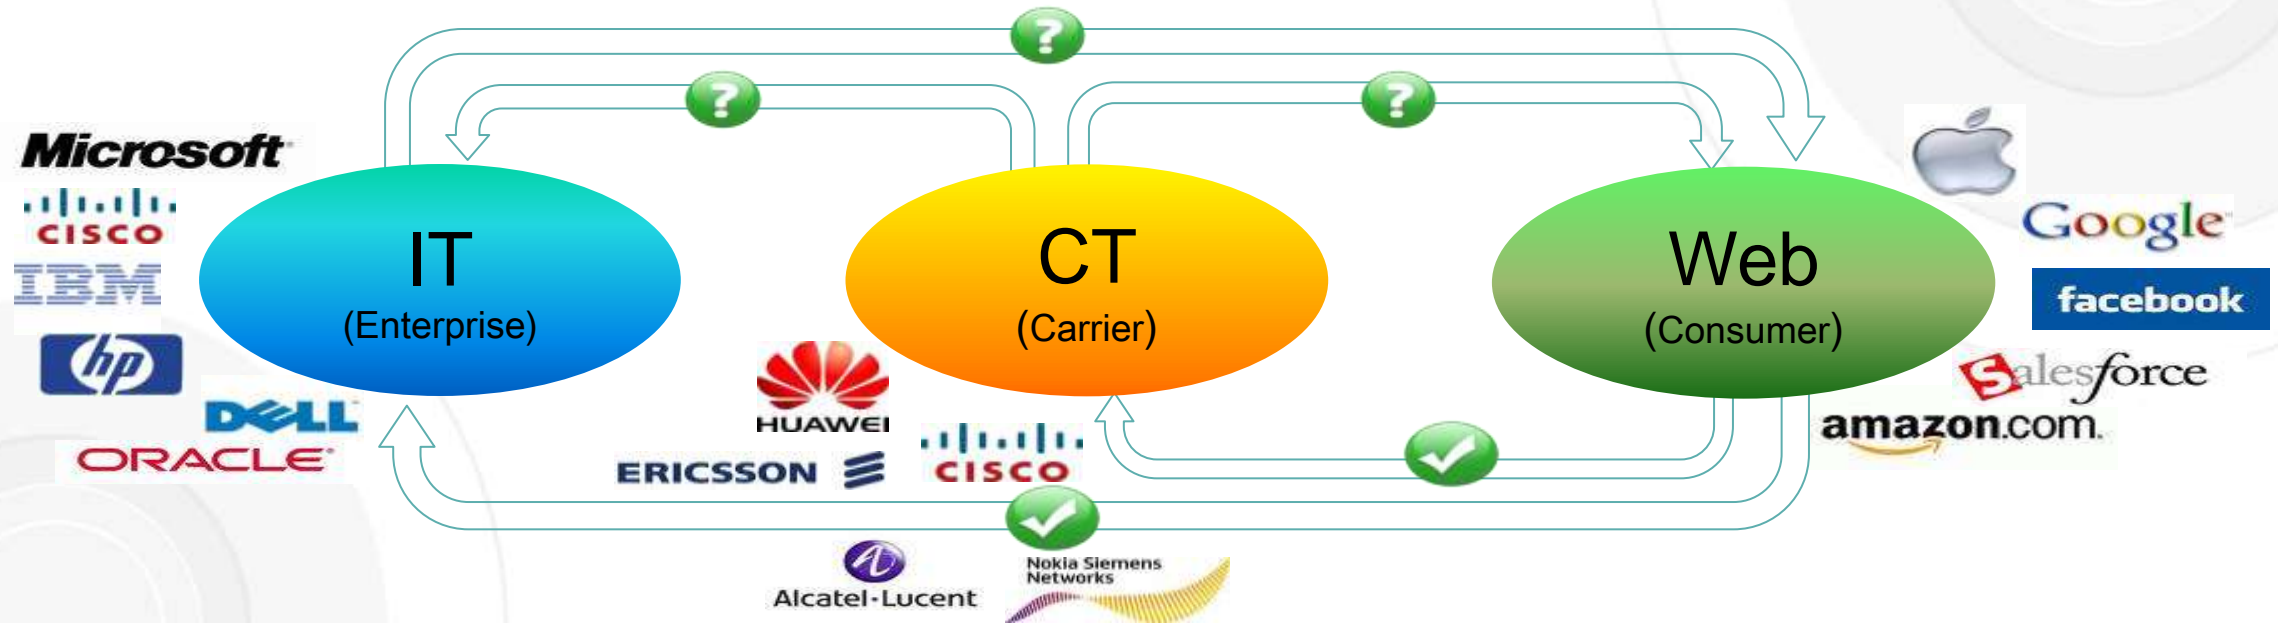 ?
?
?
Microsoft
CISCO
IBM
hp
DELL
ORACLE
IT
(Enterprise)
CT
(Carrier)
HUAWEI
ERICSSON
CISCO
Alcatel·Lucent
Nokia Siemens
Networks
Web
(Consumer)
Google™
facebook
Salesforce
amazon.com.